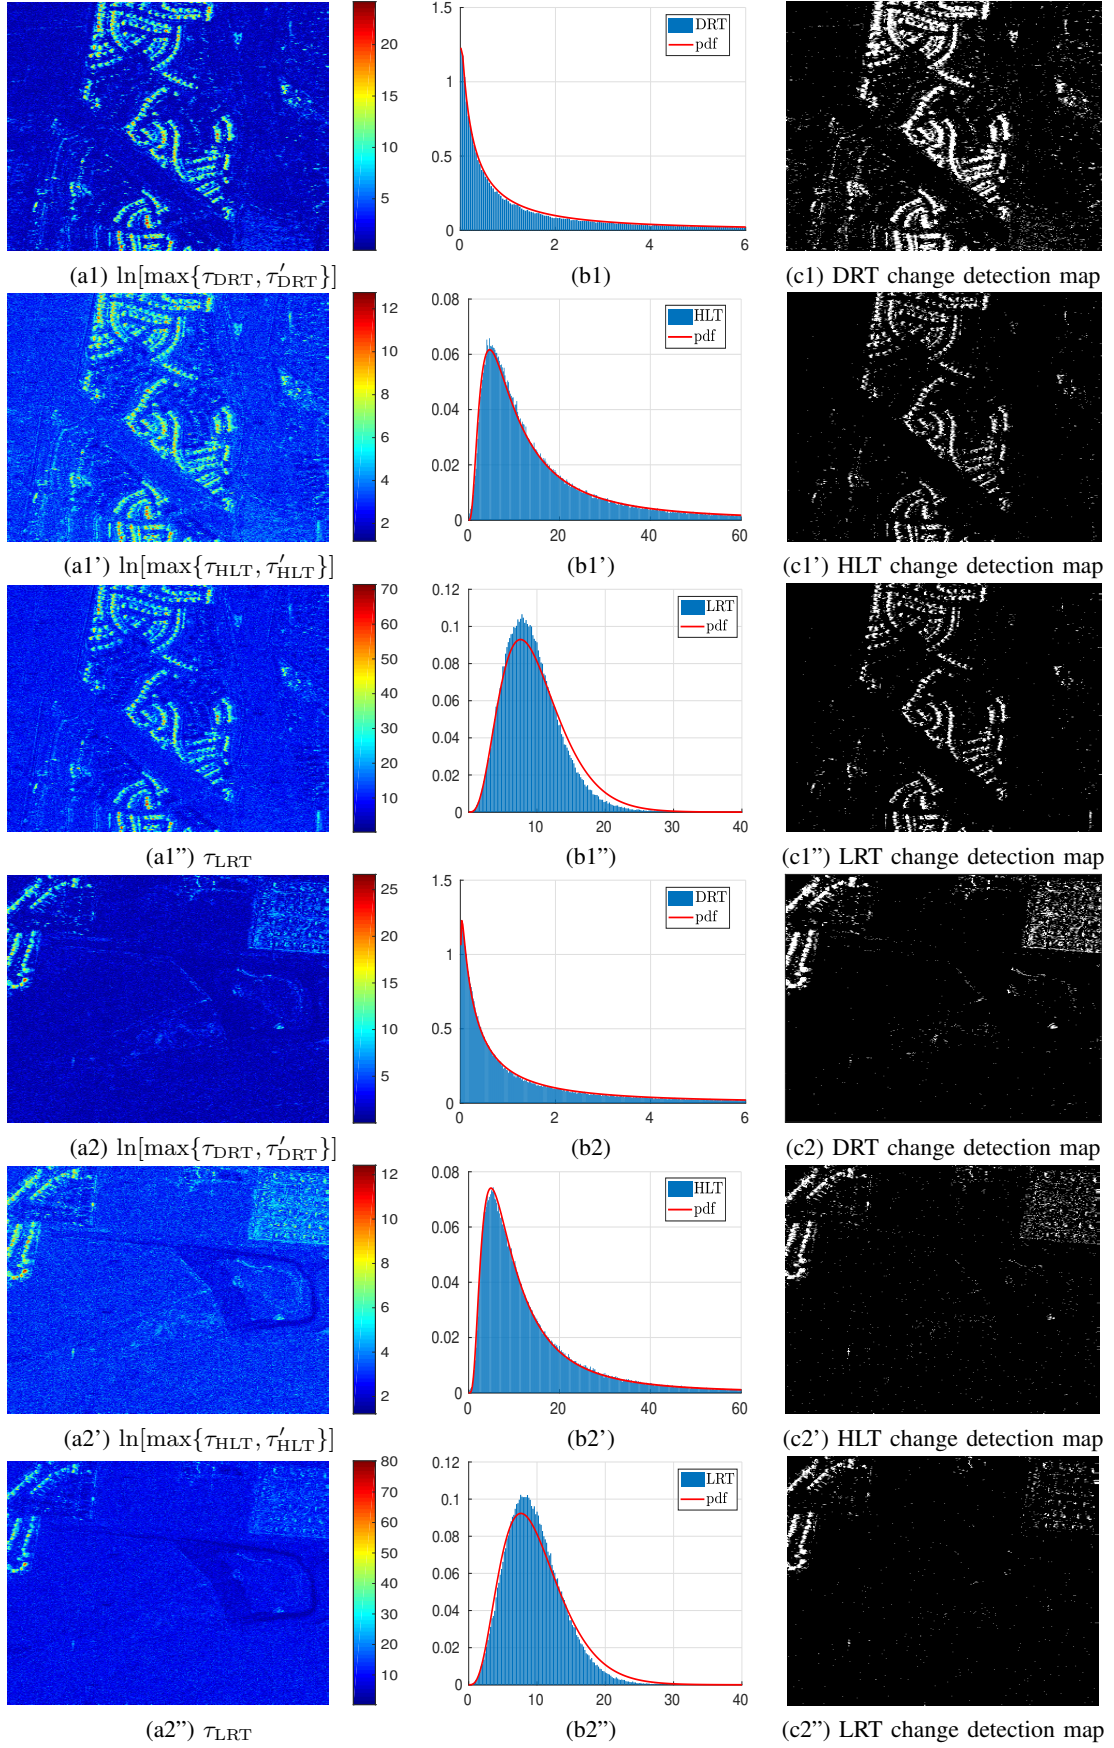 20
15
10
5
1.5
1
0.5
0
0 2 4 6
DRT
pdf
(a1) ln[max{τDRT, τ′DRT}]
(b1)
(c1) DRT change detection map
12
10
8
6
4
2
0.08
0.06
0.04
0.02
0
0 20 40 60
HLT
pdf
(a1') ln[max{τHLT, τ′HLT}]
(b1')
(c1') HLT change detection map
70
60
50
40
30
20
10
0.12
0.1
0.08
0.06
0.04
0.02
0
0 10 20 30 40
LRT
pdf
(a1") τLRT
(b1")
(c1") LRT change detection map
25
20
15
10
5
1.5
1
0.5
0
0 2 4 6
DRT
pdf
(a2) ln[max{τDRT, τ′DRT}]
(b2)
(c2) DRT change detection map
12
10
8
6
4
2
0.08
0.06
0.04
0.02
0
0 20 40 60
HLT
pdf
(a2') ln[max{τHLT, τ′HLT}]
(b2')
(c2') HLT change detection map
80
70
60
50
40
30
20
10
0.12
0.1
0.08
0.06
0.04
0.02
0
0 10 20 30 40
LRT
pdf
(a2") τLRT
(b2")
(c2") LRT change detection map